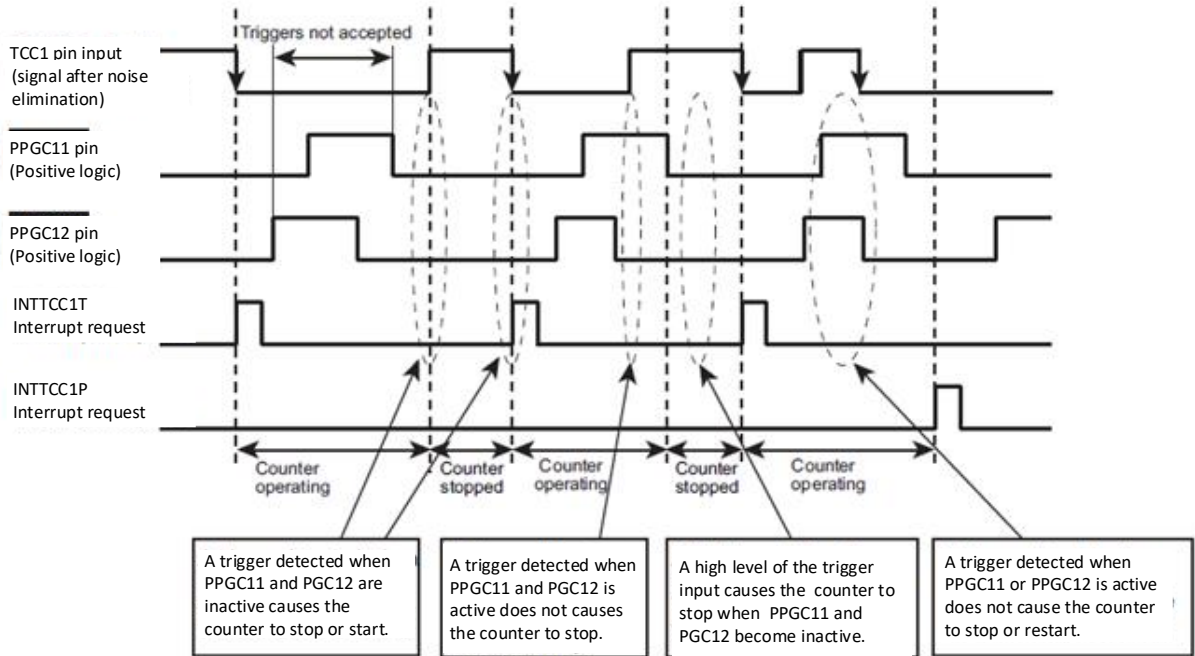 Triggers not accepted
TCC1 pin input
(signal after noise
elimination)
PPGC11 pin
(Positive logic)
PPGC12 pin
(Positive logic)
INTTCC1T
Interrupt request
INTTCC1P
Interrupt request
Counter
operating
Counter
stopped
Counter
operating
Counter
stopped
Counter
operating
A trigger detected when
PPGC11 and PGC12 are
inactive causes the
counter to stop or start.
A trigger detected when
PPGC11 and PGC12 is
active does not causes
the counter to stop.
A high level of the trigger
input causes the counter to
stop when PPGC11 and
PGC12 become inactive.
A trigger detected when
PPGC11 or PPGC12 is active
does not cause the counter
to stop or restart.